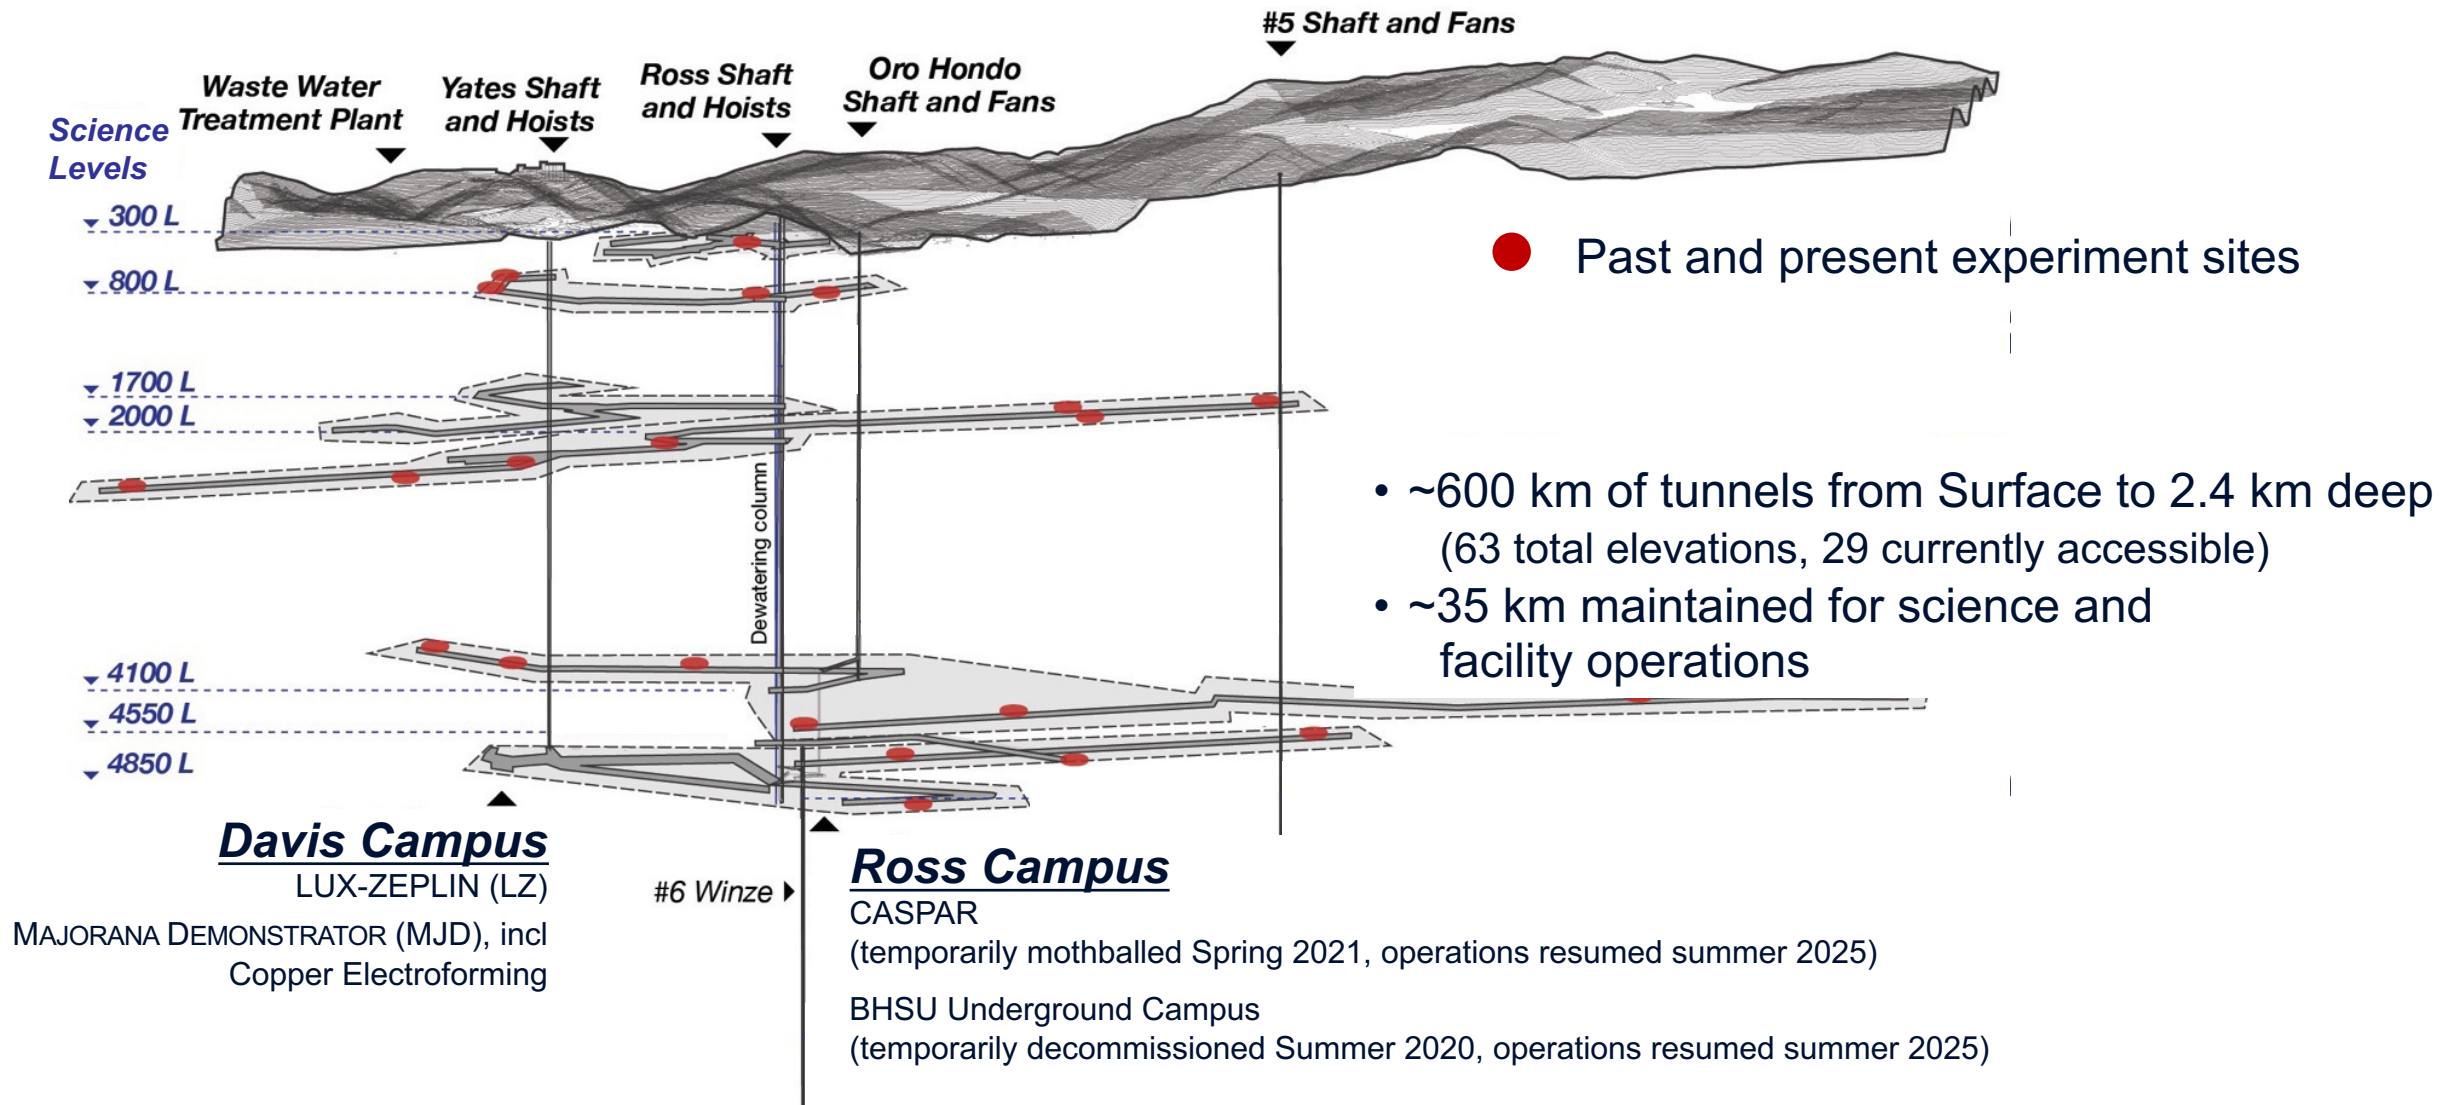 #5 Shaft and Fans
Waste Water
Treatment Plant
Yates Shaft
and Hoists
Ross Shaft
and Hoists
Oro Hondo
Shaft and Fans
Science
Levels
300 L
800 L
1700 L
2000 L
4100 L
4550 L
4850 L
Dewatering column
Past and present experiment sites
• ~600 km of tunnels from Surface to 2.4 km deep
(63 total elevations, 29 currently accessible)
• ~35 km maintained for science and
facility operations
Davis Campus
LUX-ZEPLIN (LZ)
MAJORANA DEMONSTRATOR (MJD), incl
Copper Electroforming
#6 Winze
Ross Campus
CASPAR
(temporarily mothballed Spring 2021, operations resumed summer 2025)
BHSU Underground Campus
(temporarily decommissioned Summer 2020, operations resumed summer 2025)